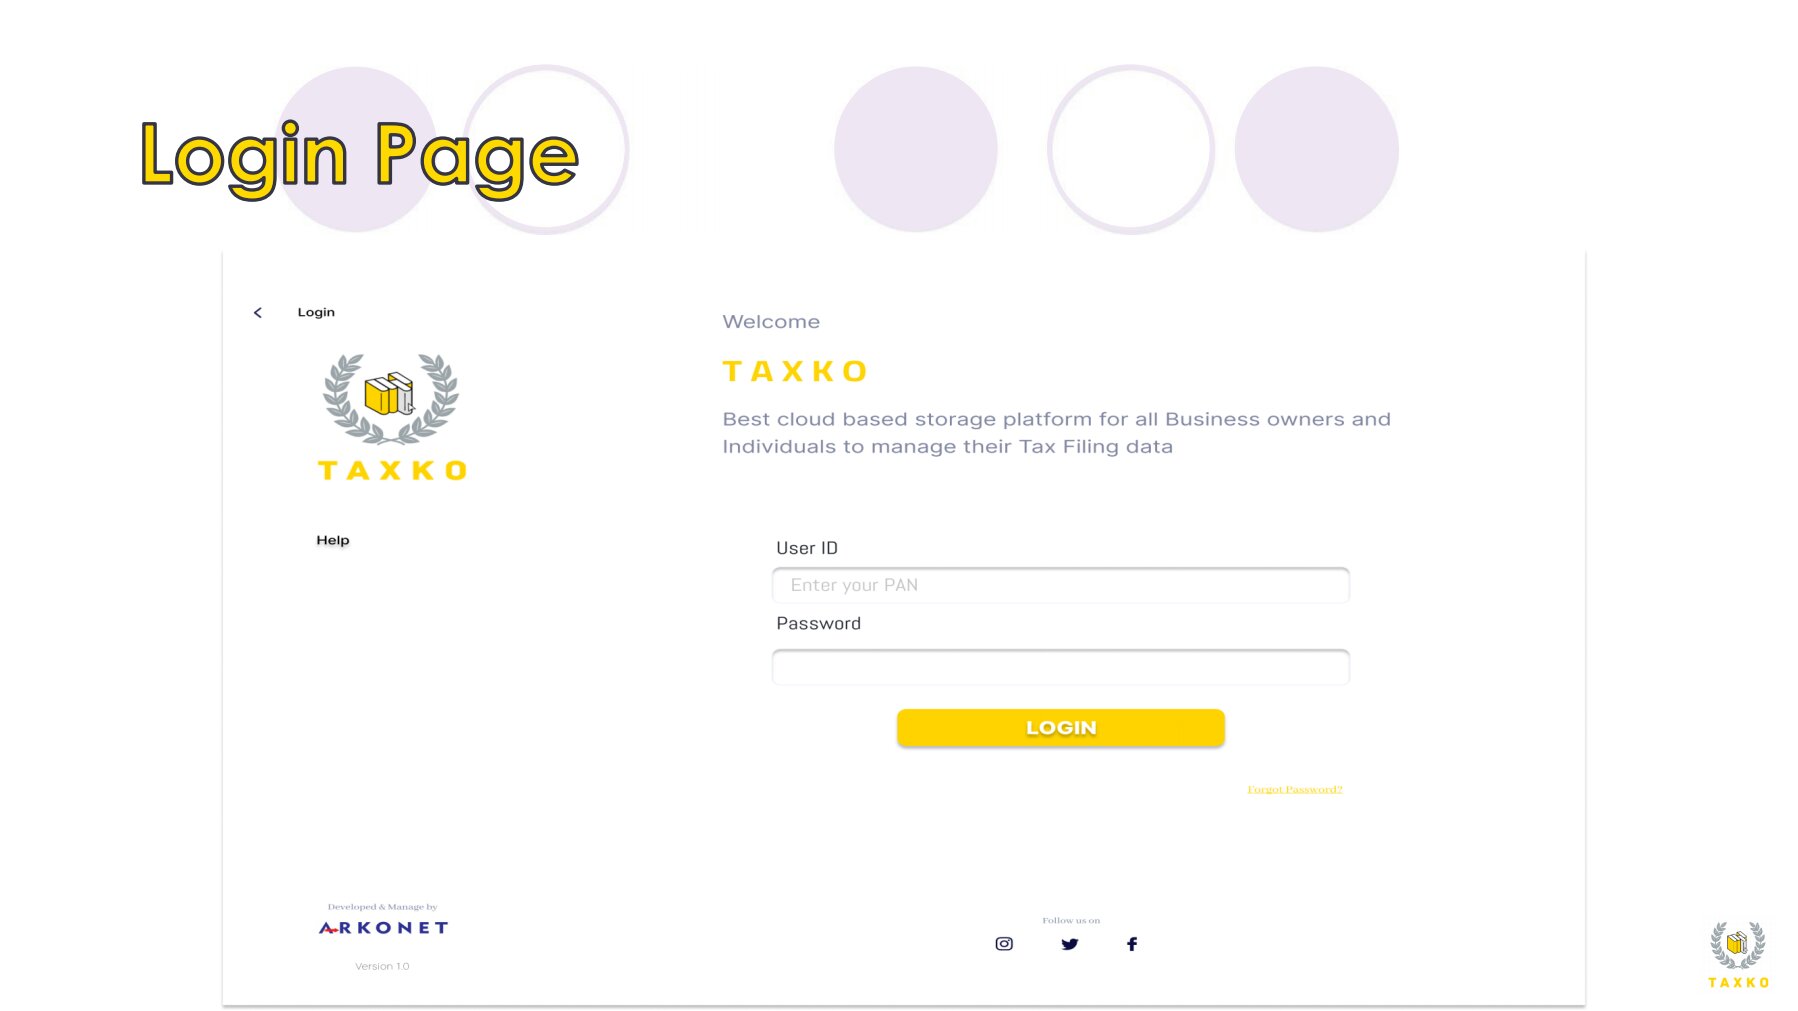 Login Page
Login
TAXKO
Help
Welcome
TAXKO
Best cloud based storage platform for all Business owners and
Individuals to manage their Tax Filing data
User ID
Enter your PAN
Password
LOGIN
Forgot Password?
Developed & Manage by
ARKONET
Version 1.0
Follow us on
TAXKO